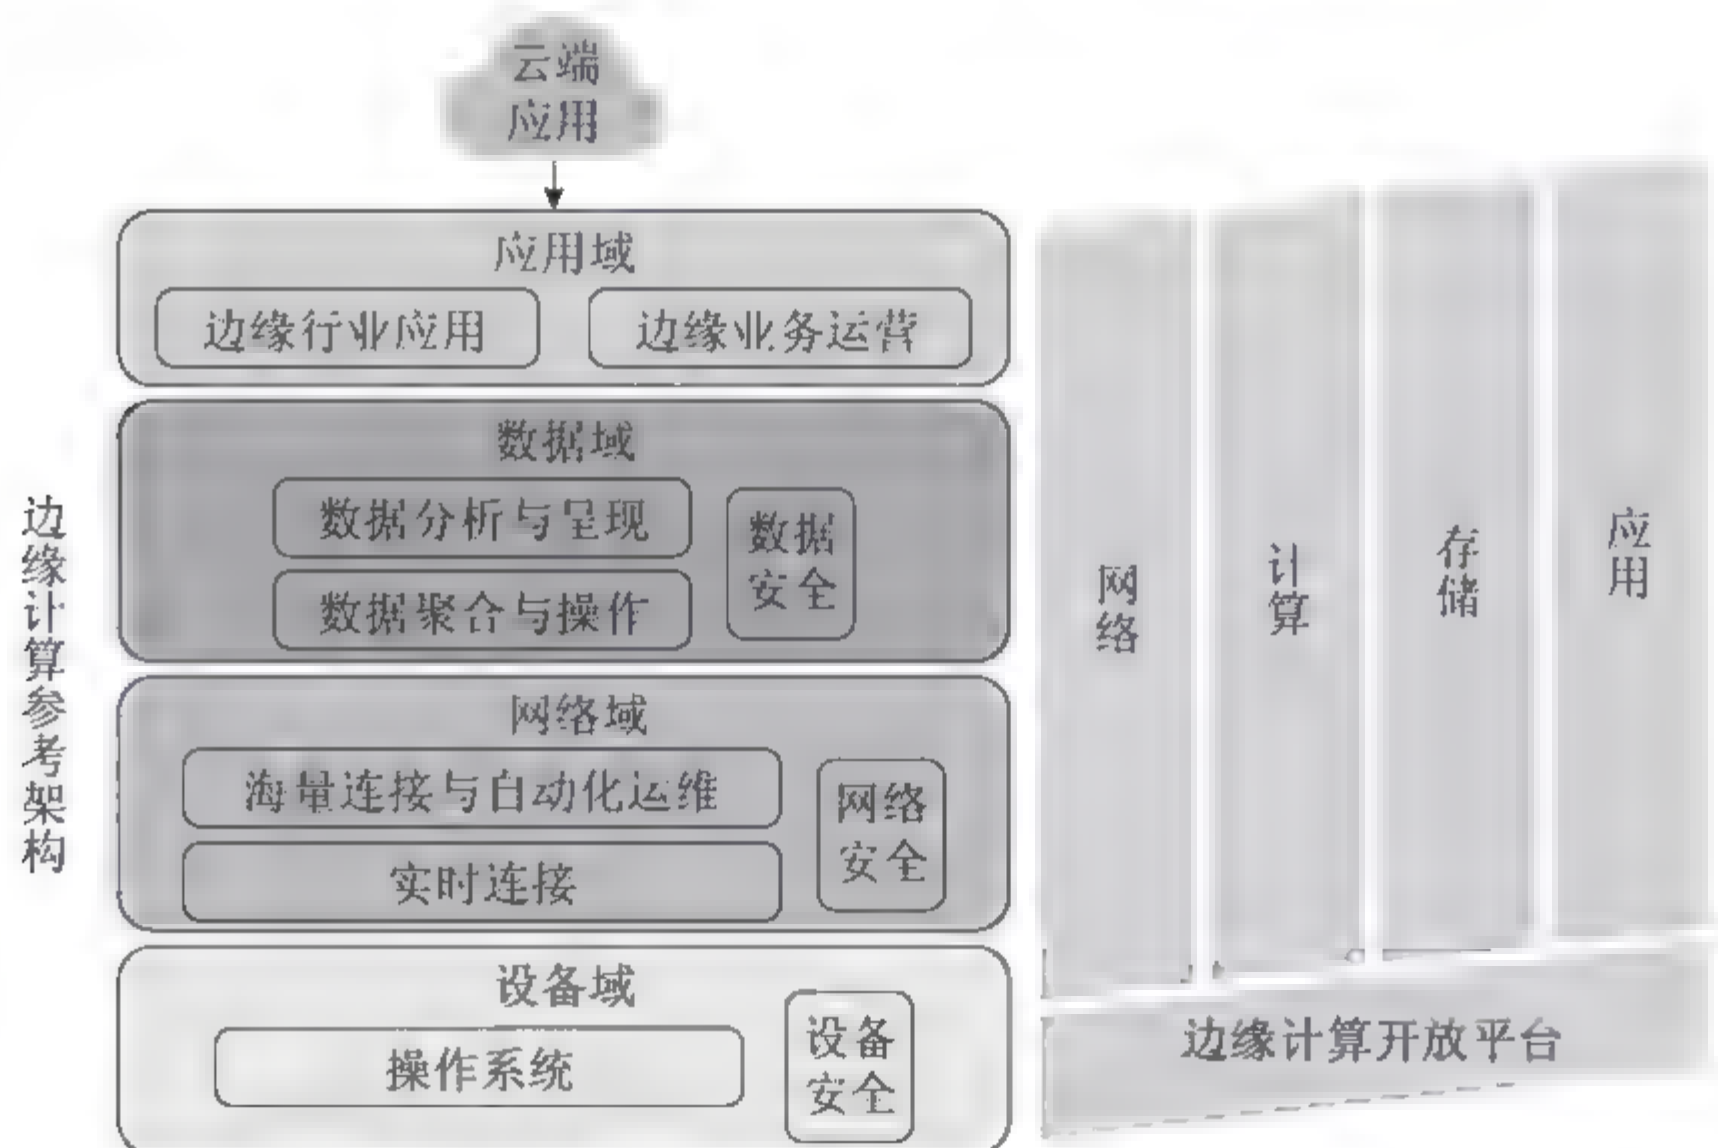 云端
应用
应用域
边缘行业应用
边缘业务运营
数据域
数据分析与呈现
数据聚合与操作
数据
安全
网络域
海量连接与自动化运维
实时连接
网络
安全
设备域
操作系统
设备
安全
边缘计算参考架构
网络
计算
存储
应用
边缘计算开放平台